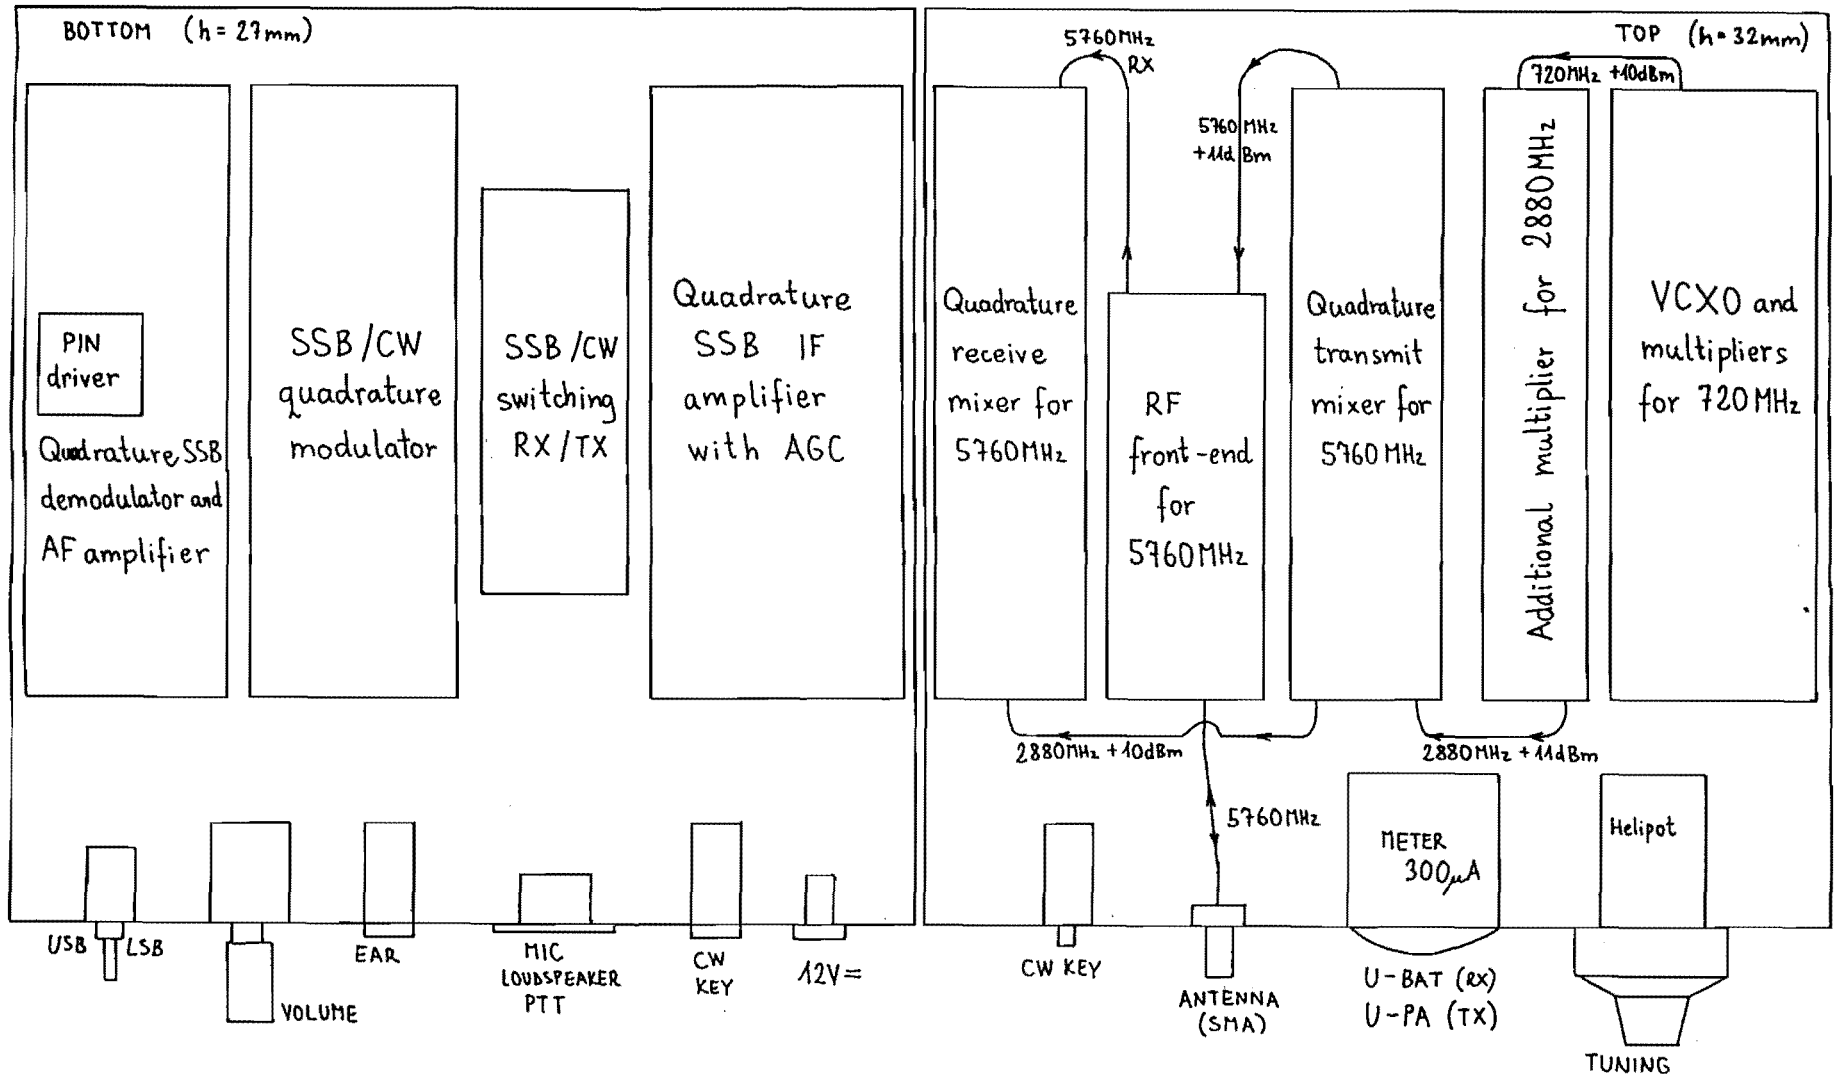 BOTTOM (h = 27mm)
PIN
driver
Quadrature SSB
demodulator and
AF amplifier
SSB/CW
quadrature
modulator
SSB/CW
switching
RX/TX
Quadrature
SSB IF
amplifier
with AGC
USB
LSB
VOLUME
EAR
MIC
LOUDSPEAKER
PTT
CW
KEY
12V=
TOP (h = 32mm)
5760MHz
RX
5760MHz
+11dBm
720MHz +10dBm
Quadrature
receive
mixer for
5760MHz
RF
front-end
for
5760MHz
Quadrature
transmit
mixer for
5760MHz
Additional multiplier for 2880MHz
VCXO and
multipliers
for 720MHz
2880MHz +10dBm
2880MHz +11dBm
5760MHz
METER
300µA
Helipot
CW KEY
ANTENNA
(SMA)
U-BAT (RX)
U-PA (TX)
TUNING